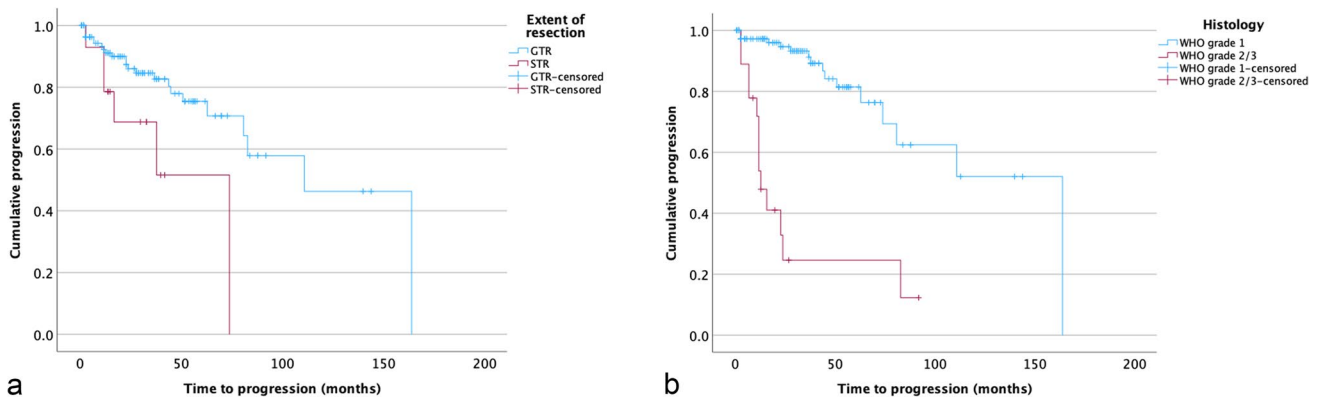 Extent of
resection
GTR
STR
GTR-censored
STR-censored
Cumulative progression
1.0
0.8
0.6
0.4
0.2
0.0
0 50 100 150 200
Time to progression (months)
a
Histology
WHO grade 1
WHO grade 2/3
WHO grade 1-censored
WHO grade 2/3-censored
Cumulative progression
1.0
0.8
0.6
0.4
0.2
0.0
0 50 100 150 200
Time to progression (months)
b